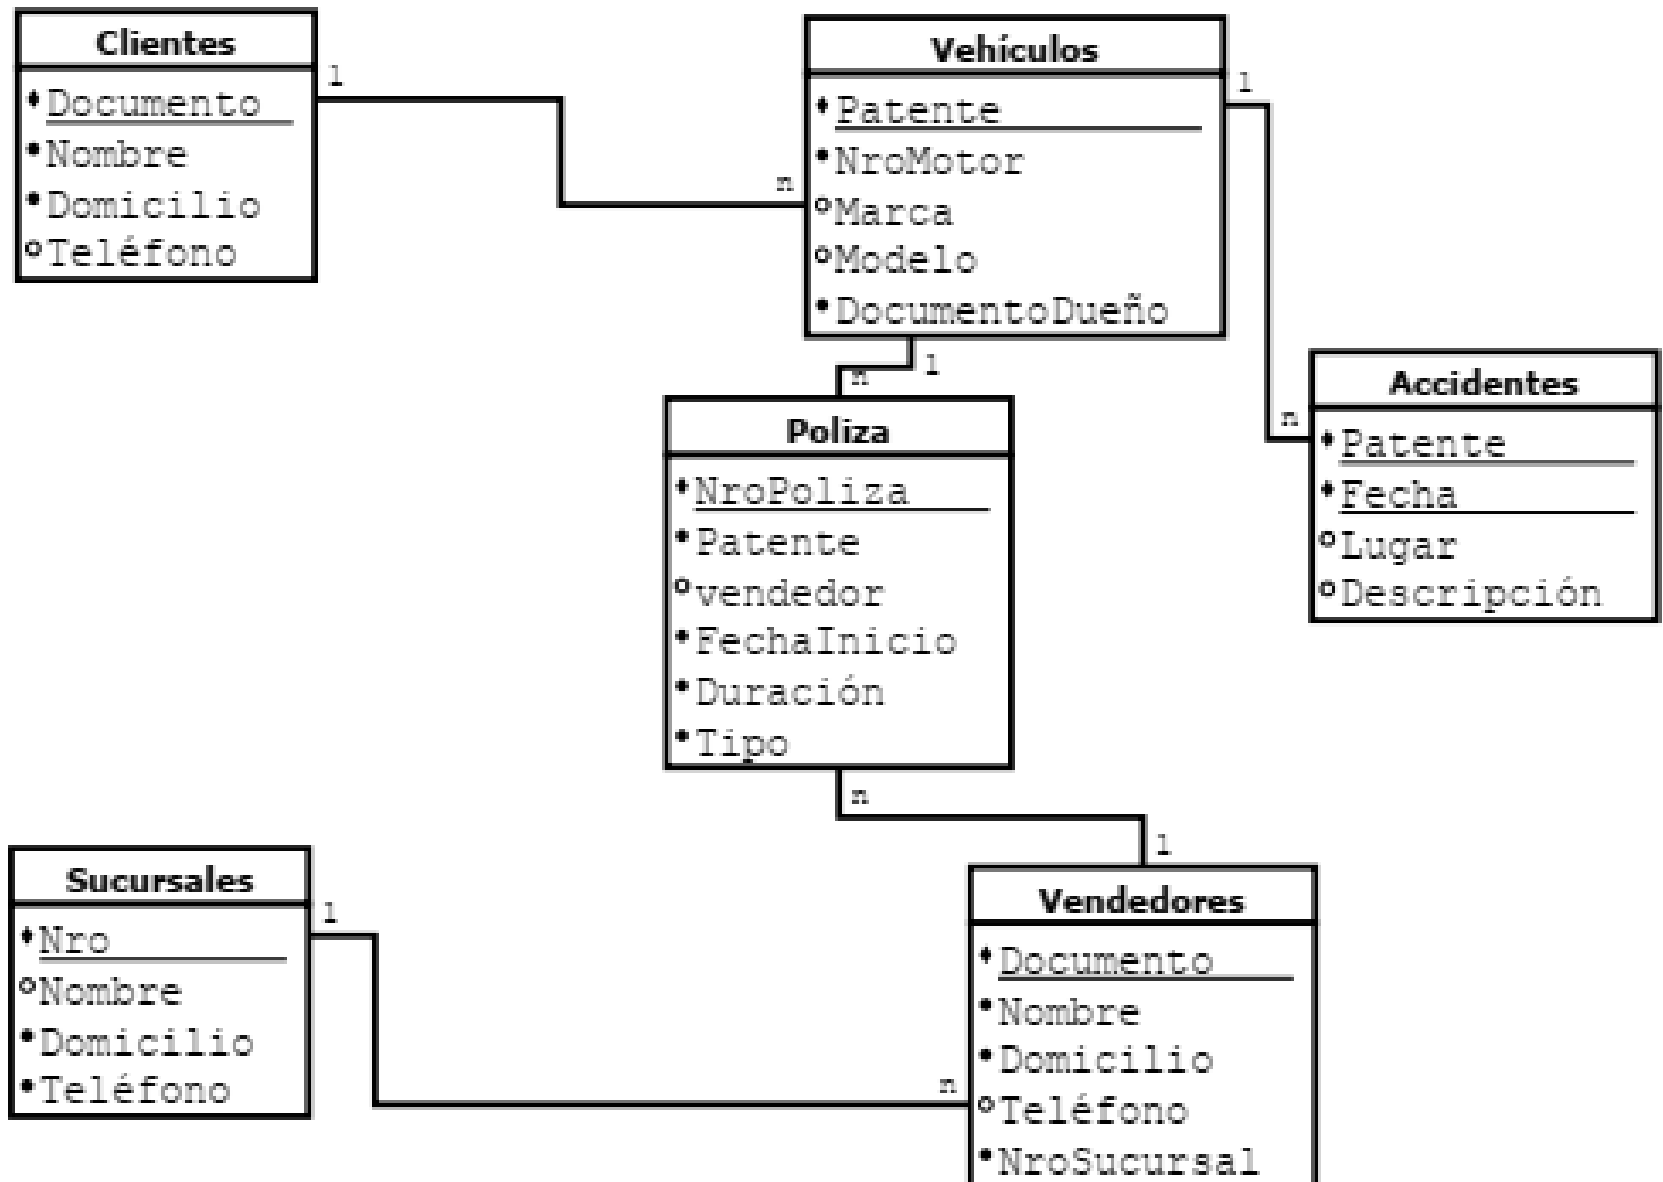 Clientes
Documento
Nombre
Domicilio
Teléfono
1
n
Vehículos
Patente
NroMotor
Marca
Modelo
DocumentoDueño
1
n
1
n
Accidentes
Patente
Fecha
Lugar
Descripción
Poliza
NroPoliza
Patente
vendedor
FechaInicio
Duración
Tipo
n
1
Sucursales
Nro
Nombre
Domicilio
Teléfono
1
n
Vendedores
Documento
Nombre
Domicilio
Teléfono
NroSucursal